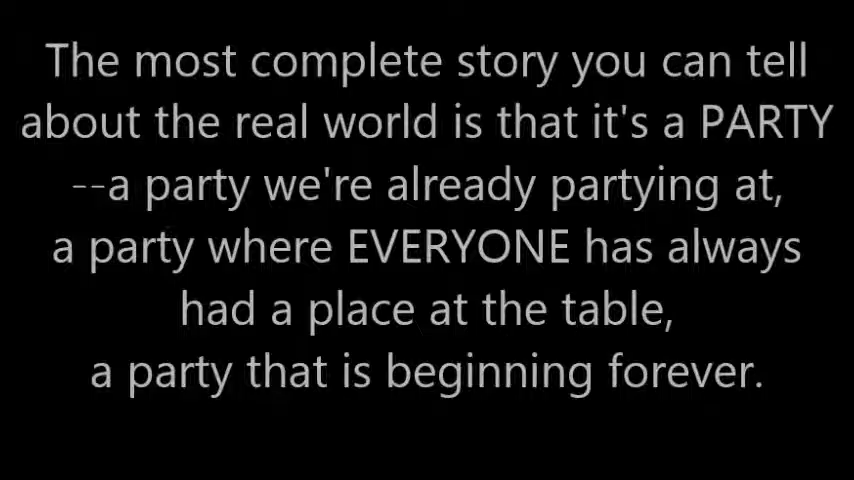 The most complete story you can tell
about the real world is that it's a PARTY
--a party we're already partying at,
a party where EVERYONE has always
had a place at the table,
a party that is beginning forever.